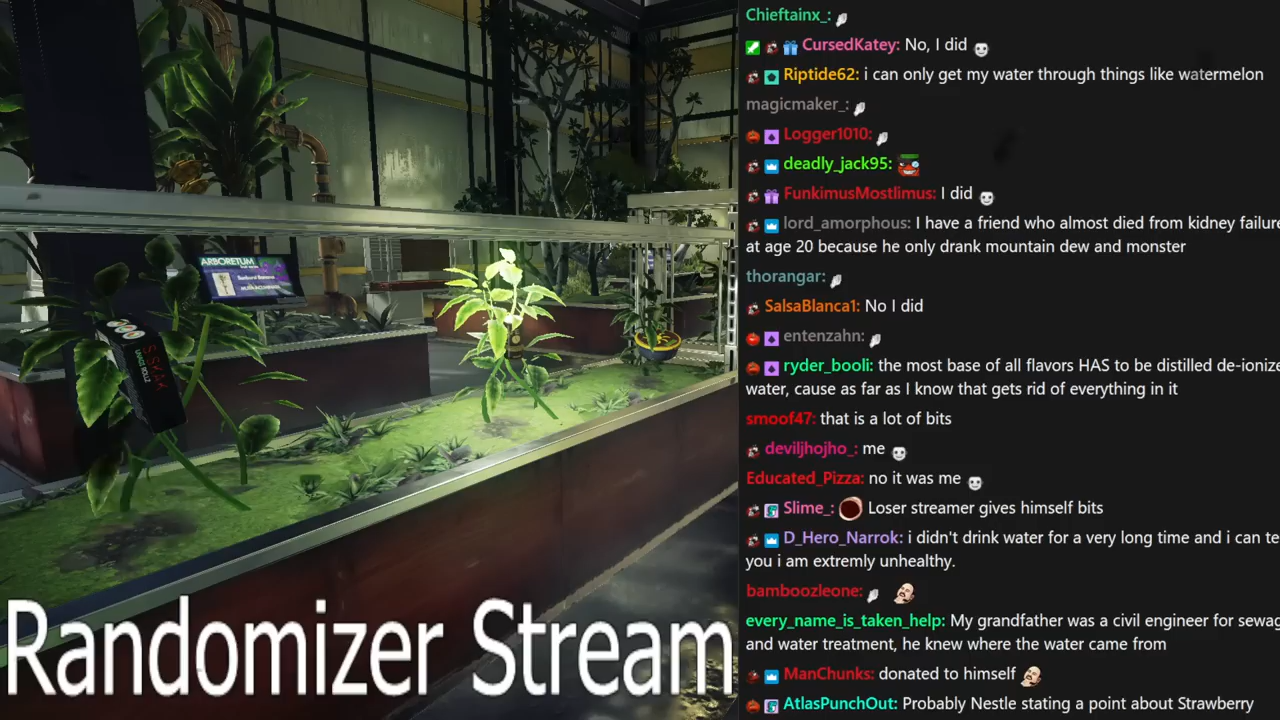 Chieftainx_:
CursedKatey: No, I did
Riptide62: i can only get my water through things like watermelon
magicmaker_:
Logger1010:
deadly_jack95:
FunkimusMostlimus: I did
lord_amorphous: I have a friend who almost died from kidney failure
at age 20 because he only drank mountain dew and monster
thorangar:
SalsaBlanca1: No I did
entenzahn:
ryder_booli: the most base of all flavors HAS to be distilled de-ionize
water, cause as far as I know that gets rid of everything in it
smoof47: that is a lot of bits
deviljhojho_: me
Educated_Pizza: no it was me
Slime_: Loser streamer gives himself bits
D_Hero_Narrok: i didn't drink water for a very long time and i can te
you i am extremly unhealthy.
bamboozleone:
every_name_is_taken_help: My grandfather was a civil engineer for sewag
and water treatment, he knew where the water came from
ManChunks: donated to himself
AtlasPunchOut: Probably Nestle stating a point about Strawberry
ARBORETUM
Randomizer Stream